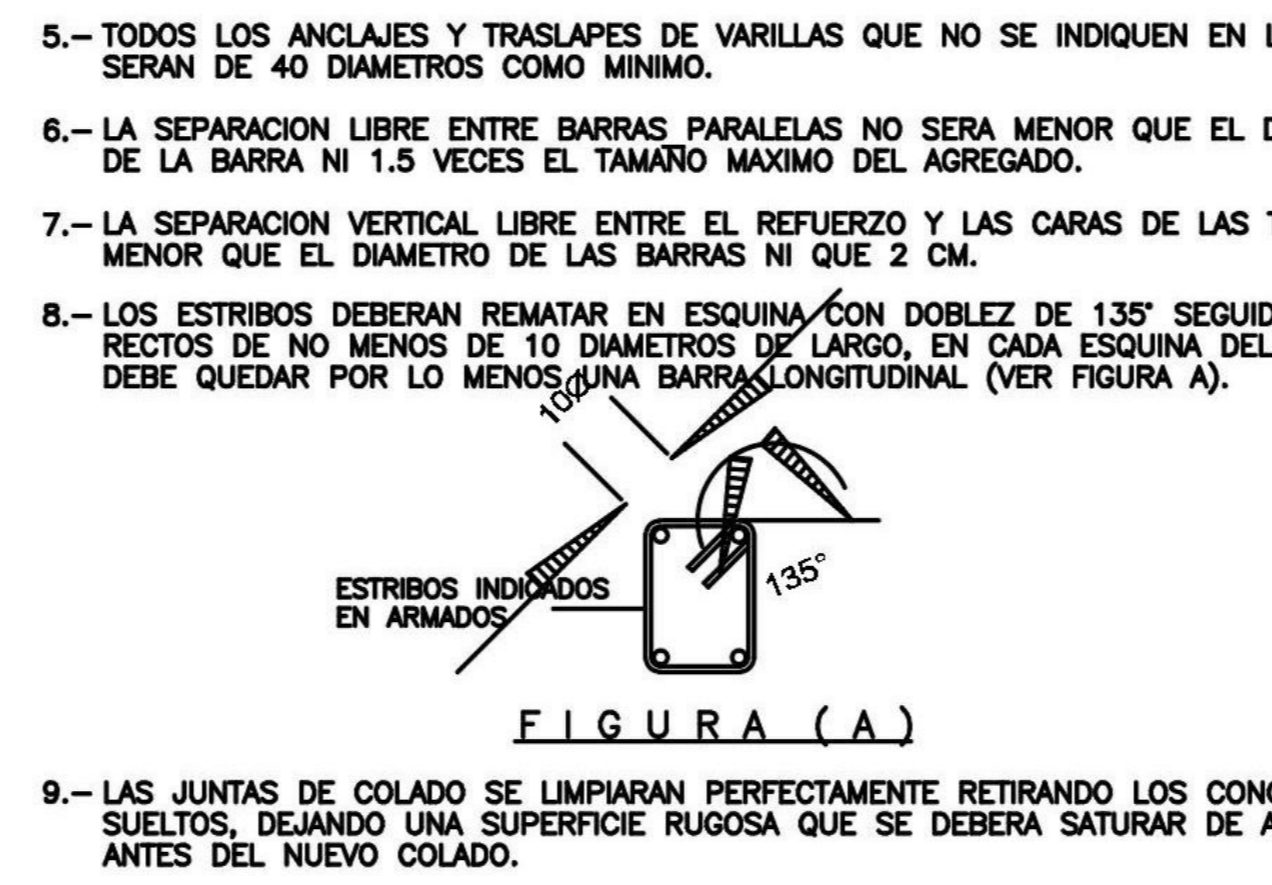 5.- TODOS LOS ANCLAJES Y TRASLAPES DE VARILLAS QUE NO SE INDIQUEN EN
SERAN DE 40 DIAMETROS COMO MINIMO.
6.- LA SEPARACION LIBRE ENTRE BARRAS PARALELAS NO SERA MENOR QUE EL
DE LA BARRA NI 1.5 VECES EL TAMAÑO MAXIMO DEL AGREGADO.
7.- LA SEPARACION VERTICAL LIBRE ENTRE EL REFUERZO Y LAS CARAS DE LAS
MENOR QUE EL DIAMETRO DE LAS BARRAS NI QUE 2 CM.
8.- LOS ESTRIBOS DEBERAN REMATAR EN ESQUINA CON DOBLEZ DE 135° SEGUID
RECTOS DE NO MENOS DE 10 DIAMETROS DE LARGO, EN CADA ESQUINA DEL
DEBE QUEDAR POR LO MENOS UNA BARRA LONGITUDINAL (VER FIGURA A).
10Ø
135°
ESTRIBOS INDICADOS
EN ARMADOS
FIGURA (A)
9.- LAS JUNTAS DE COLADO SE LIMPIARAN PERFECTAMENTE RETIRANDO LOS
SUELTOS, DEJANDO UNA SUPERFICIE RUGOSA QUE SE DEBERA SATURAR DE
ANTES DEL NUEVO COLADO.